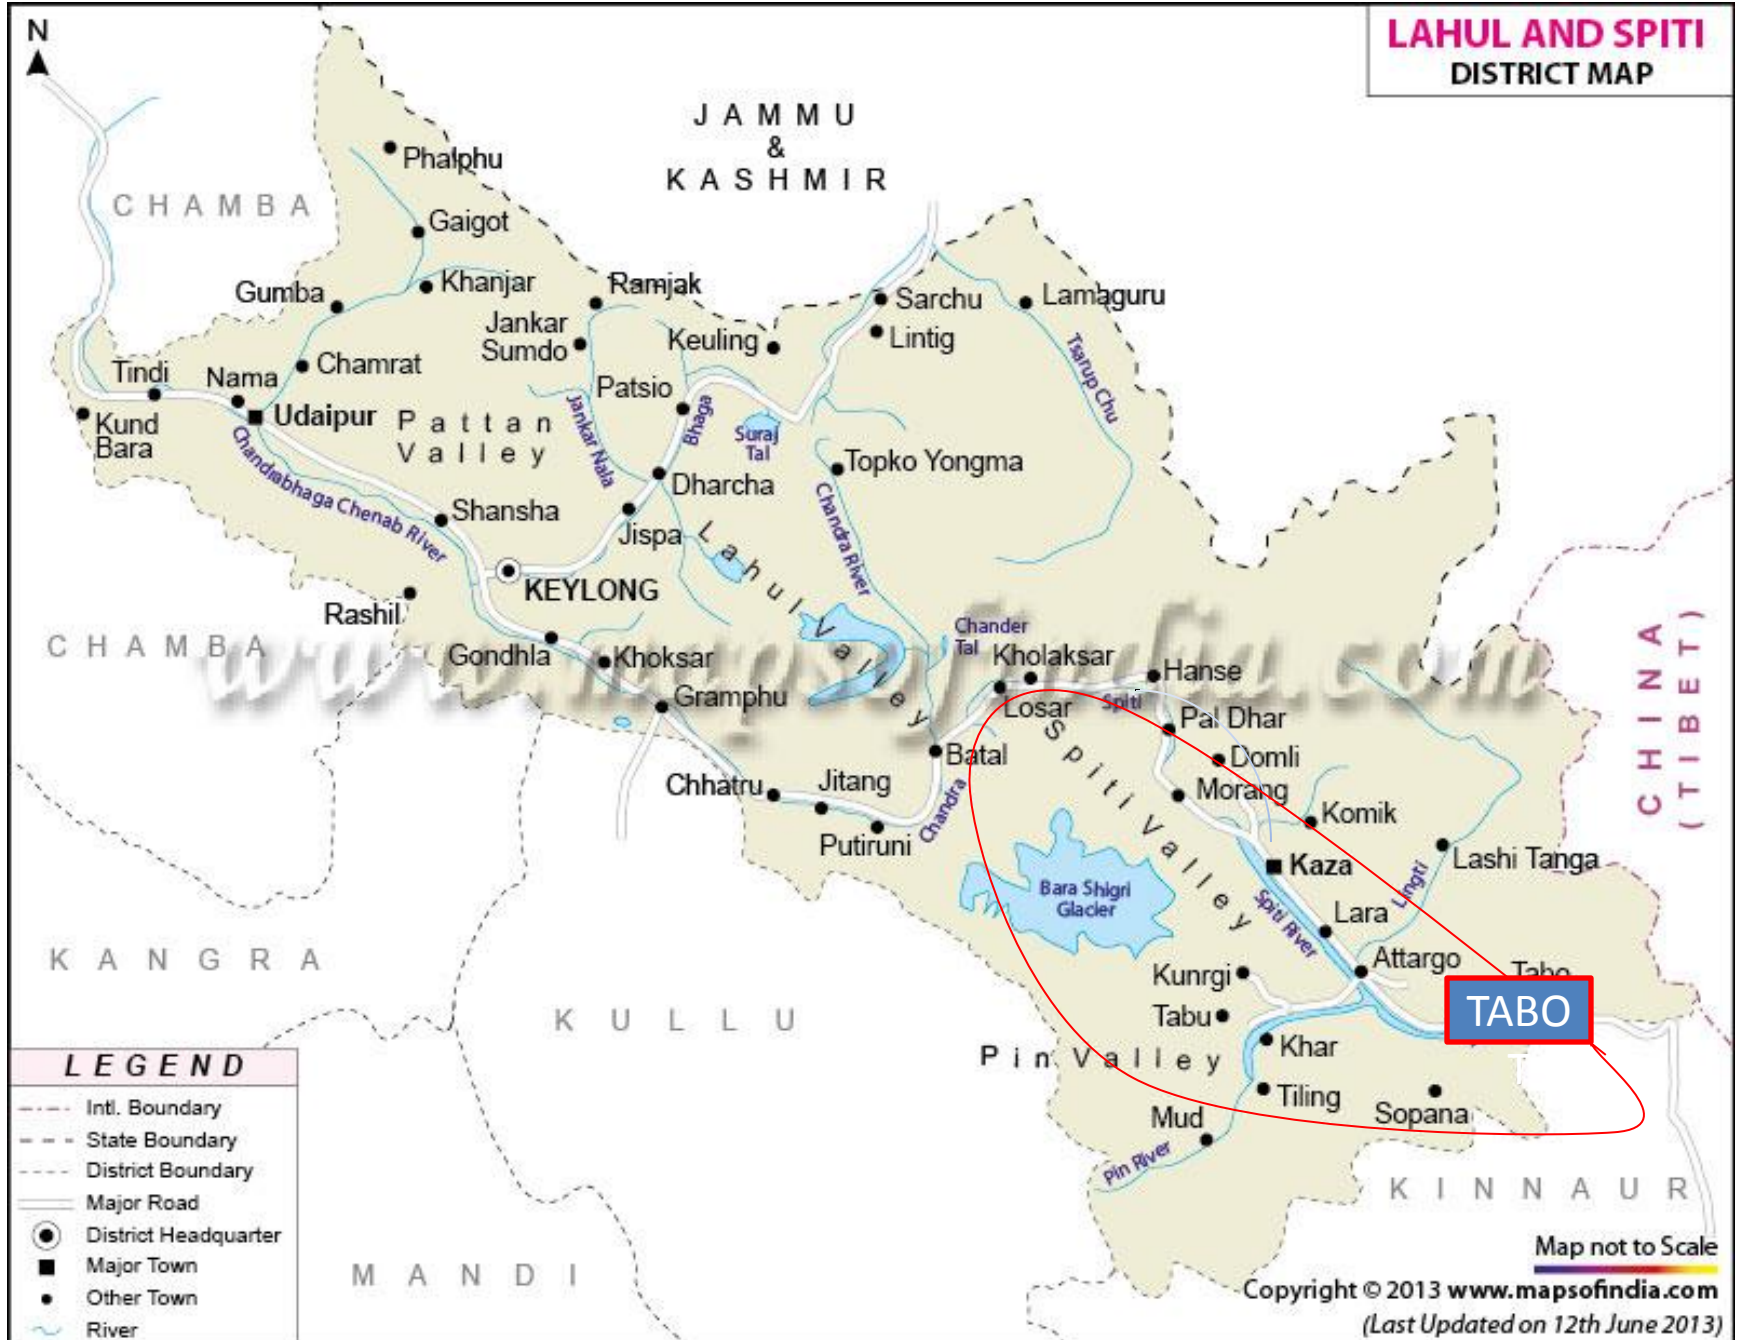 N
LAHUL AND SPITI
DISTRICT MAP
JAMMU
&
KASHMIR
CHAMBA
Phalphu
Gaigot
Khanjar
Gumba
Ramjak
Jankar
Sumdo
Keuling
Sarchu
Lintig
Lamaguru
Tsarup Chu
Tindi
Nama
Chamrat
Kund
Bara
Udaipur
Pattan
Valley
Patsio
Bhaga
Suraj
Tal
Jankar Nala
Topko Yongma
Chandrabhaga Chenab River
Dharcha
Shansha
Jispa
Chandra River
Lahul Valley
KEYLONG
Rashil
CHAMBA
www.mapsofindia.com
Gondhla
Khoksar
Gramphu
Chander
Tal
Kholaksar
Hanse
Losar
Spiti
Pal Dhar
Batal
Domli
Spiti Valley
Morang
Chhatru
Jitang
Putiruni
Chandra
Komik
CHINA
(TIBET)
Kaza
Lashi Tanga
Lingti
Bara Shigri
Glacier
Spiti River
Lara
Attargo
Kunrgi
Tabo
TABO
Tabu
Khar
Pin Valley
Tiling
Sopana
Mud
Pin River
KANGRA
KULLU
MANDI
KINNAUR
LEGEND
Intl. Boundary
State Boundary
District Boundary
Major Road
District Headquarter
Major Town
Other Town
River
Map not to Scale
Copyright © 2013 www.mapsofindia.com
(Last Updated on 12th June 2013)